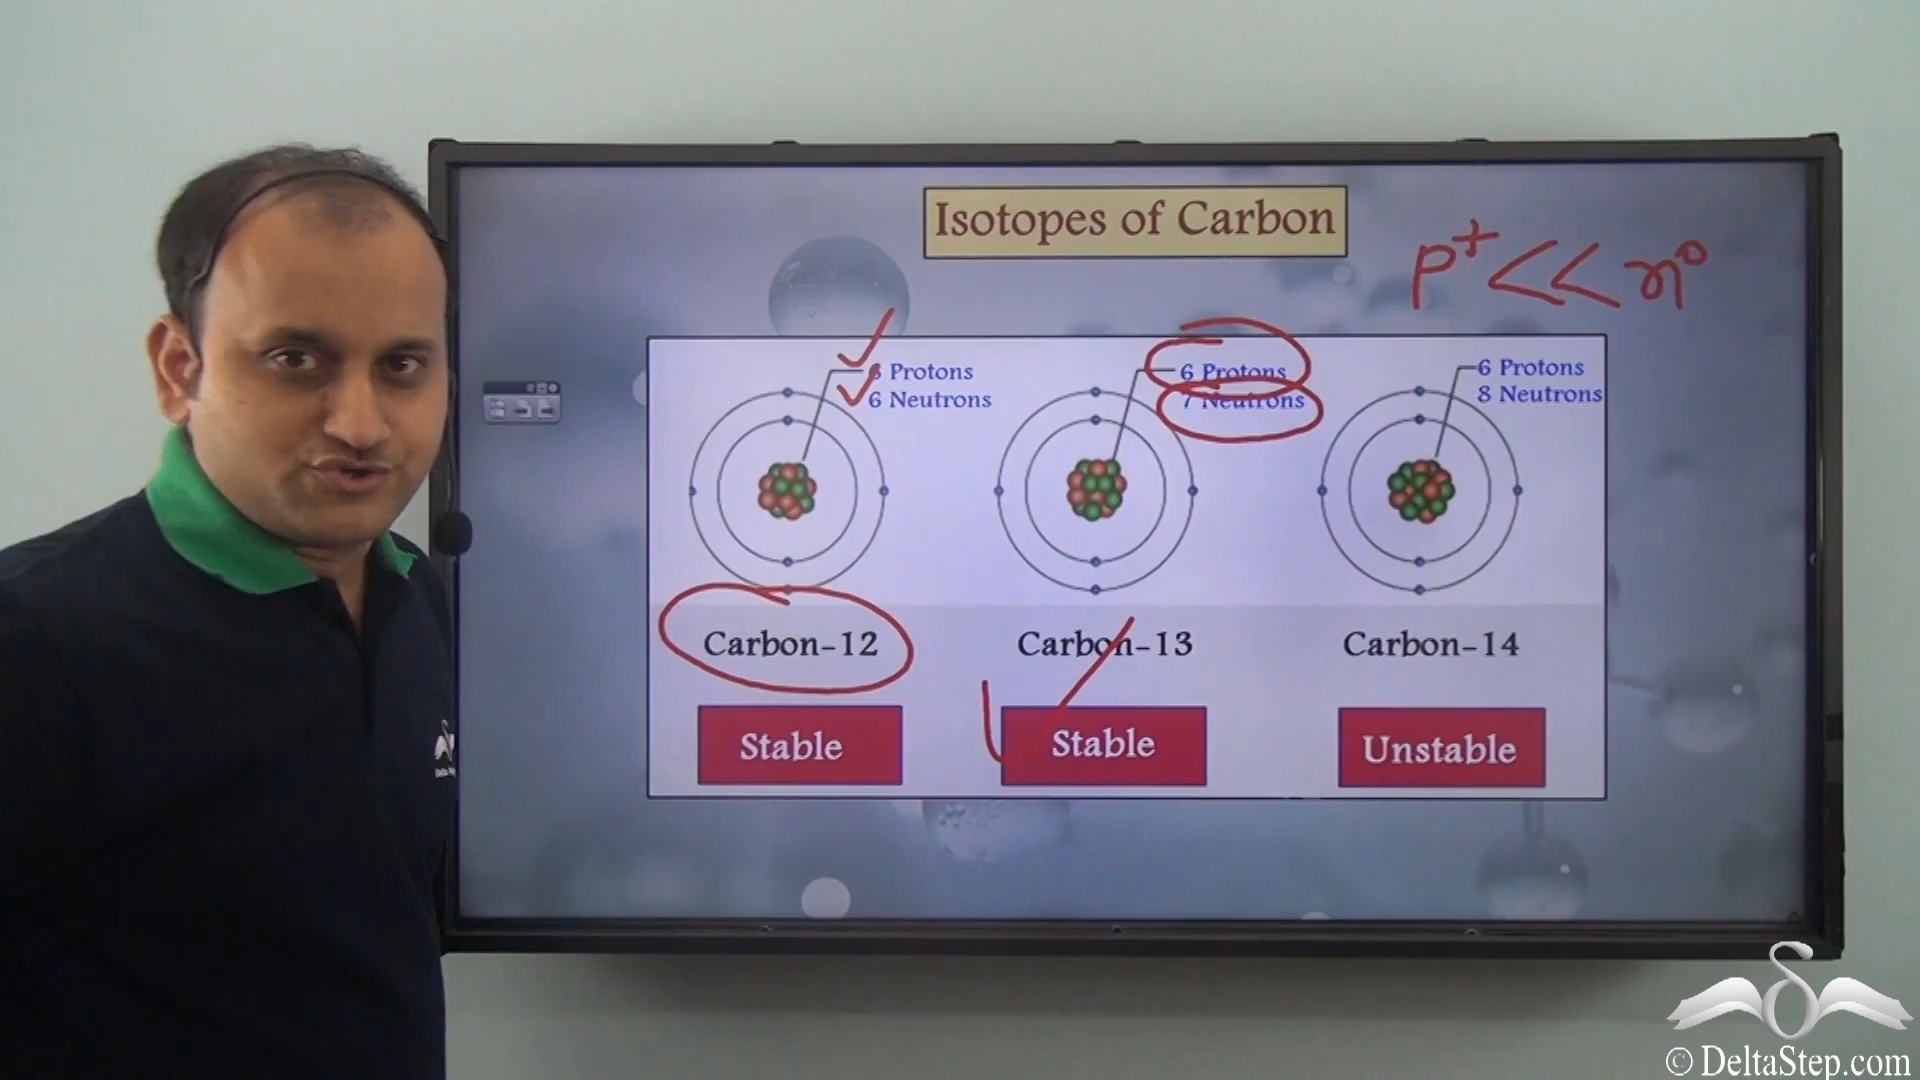 Isotopes of Carbon
p+ << n0
6 Protons
6 Neutrons
6 Protons
7 Neutrons
6 Protons
8 Neutrons
Carbon-12
Carbon-13
Carbon-14
Stable
Stable
Unstable
© DeltaStep.com